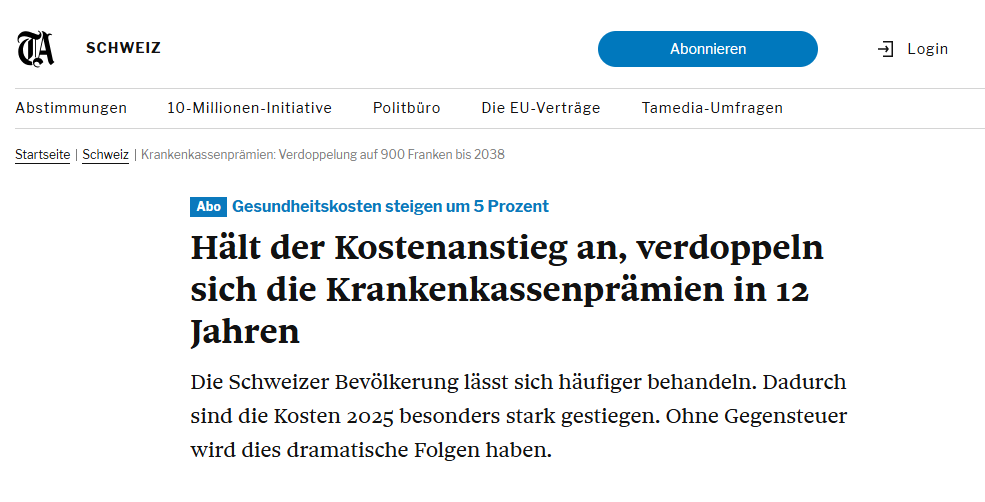 TA SCHWEIZ Abonnieren Login
Abstimmungen 10-Millionen-Initiative Politbüro Die EU-Verträge Tamedia-Umfragen
Startseite | Schweiz | Krankenkassenprämien: Verdoppelung auf 900 Franken bis 2038
Abo Gesundheitskosten steigen um 5 Prozent
Hält der Kostenanstieg an, verdoppeln
sich die Krankenkassenprämien in 12
Jahren
Die Schweizer Bevölkerung lässt sich häufiger behandeln. Dadurch
sind die Kosten 2025 besonders stark gestiegen. Ohne Gegensteuer
wird dies dramatische Folgen haben.